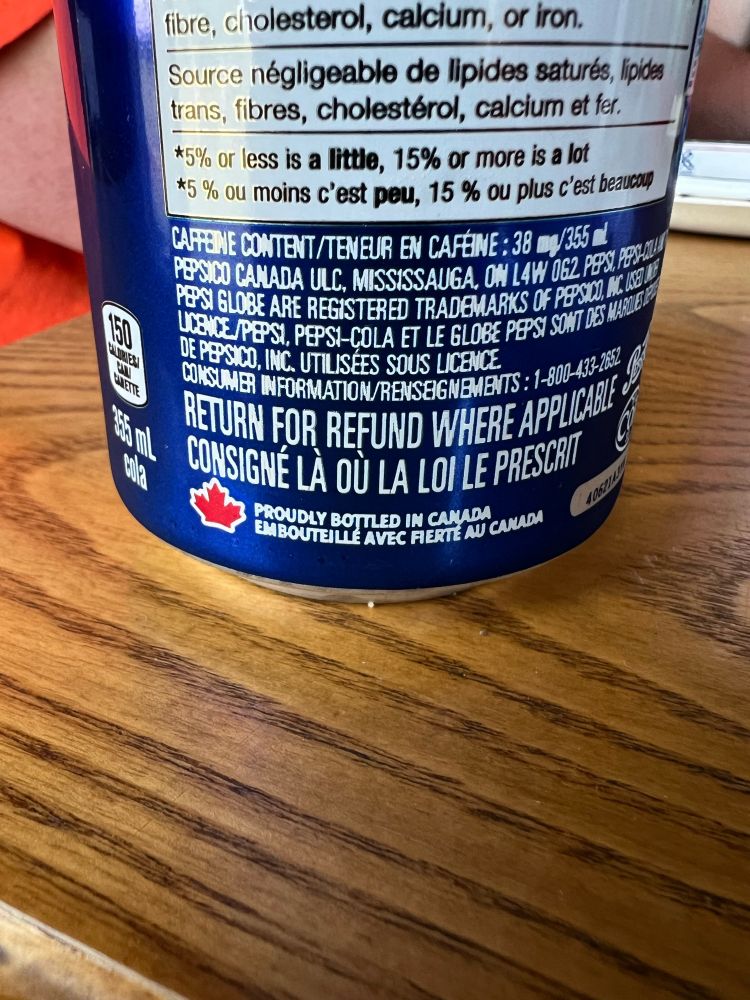 fibre, cholesterol, calcium, or iron.
Source négligeable de lipides saturés, lipides
trans, fibres, cholestérol, calcium et fer.
*5% or less is a little, 15% or more is a lot
*5 % ou moins c'est peu, 15 % ou plus c'est beaucoup
CAFFEINE CONTENT/TENEUR EN CAFÉINE : 38 mg/355 mL
PEPSICO CANADA ULC, MISSISSAUGA, ON L4W 0G2. PEPSI, PEPSI-COLA
PEPSI GLOBE ARE REGISTERED TRADEMARKS OF PEPSICO, INC. USED UNDER
LICENCE./PEPSI, PEPSI-COLA ET LE GLOBE PEPSI SONT DES MARQUES
DE PEPSICO, INC. UTILISÉES SOUS LICENCE.
CONSUMER INFORMATION/RENSEIGNEMENTS : 1-800-433-2652
RETURN FOR REFUND WHERE APPLICABLE
CONSIGNÉ LÀ OÙ LA LOI LE PRESCRIT
PROUDLY BOTTLED IN CANADA
EMBOUTEILLÉ AVEC FIERTÉ AU CANADA
150
CALORIES/
CAN/
CANETTE
355 mL
cola